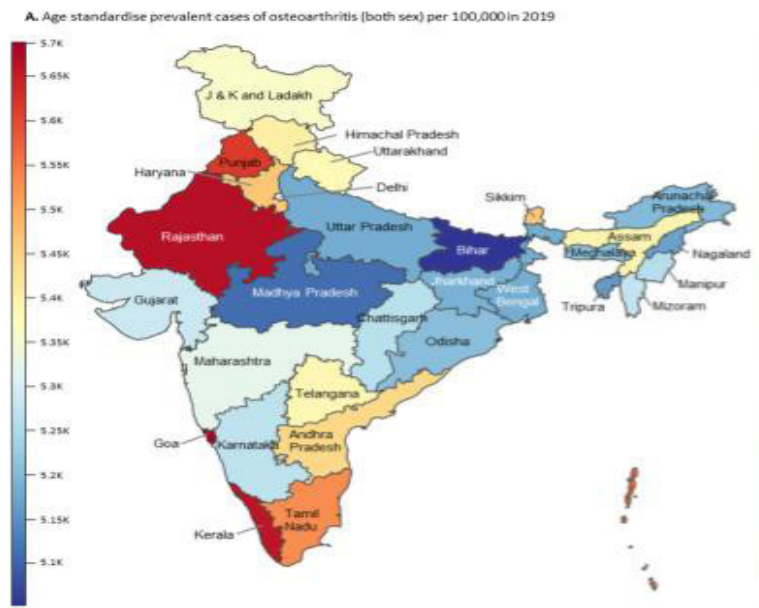 A. Age standardise prevalent cases of osteoarthritis (both sex) per 100,000 in 2019
5.7K
5.65K
5.6K
5.55K
5.5K
5.45K
5.4K
5.35K
5.3K
5.25K
5.2K
5.15K
5.1K
J & K and Ladakh
Himachal Pradesh
Uttarakhand
Punjab
Haryana
Delhi
Sikkim
Arunachal
Pradesh
Rajasthan
Uttar Pradesh
Bihar
Assam
Meghalaya
Nagaland
Manipur
Tripura
Mizoram
Gujarat
Madhya Pradesh
Jharkhand
West
Bengal
Chattisgarh
Odisha
Maharashtra
Telangana
Goa
Karnataka
Andhra
Pradesh
Kerala
Tamil
Nadu